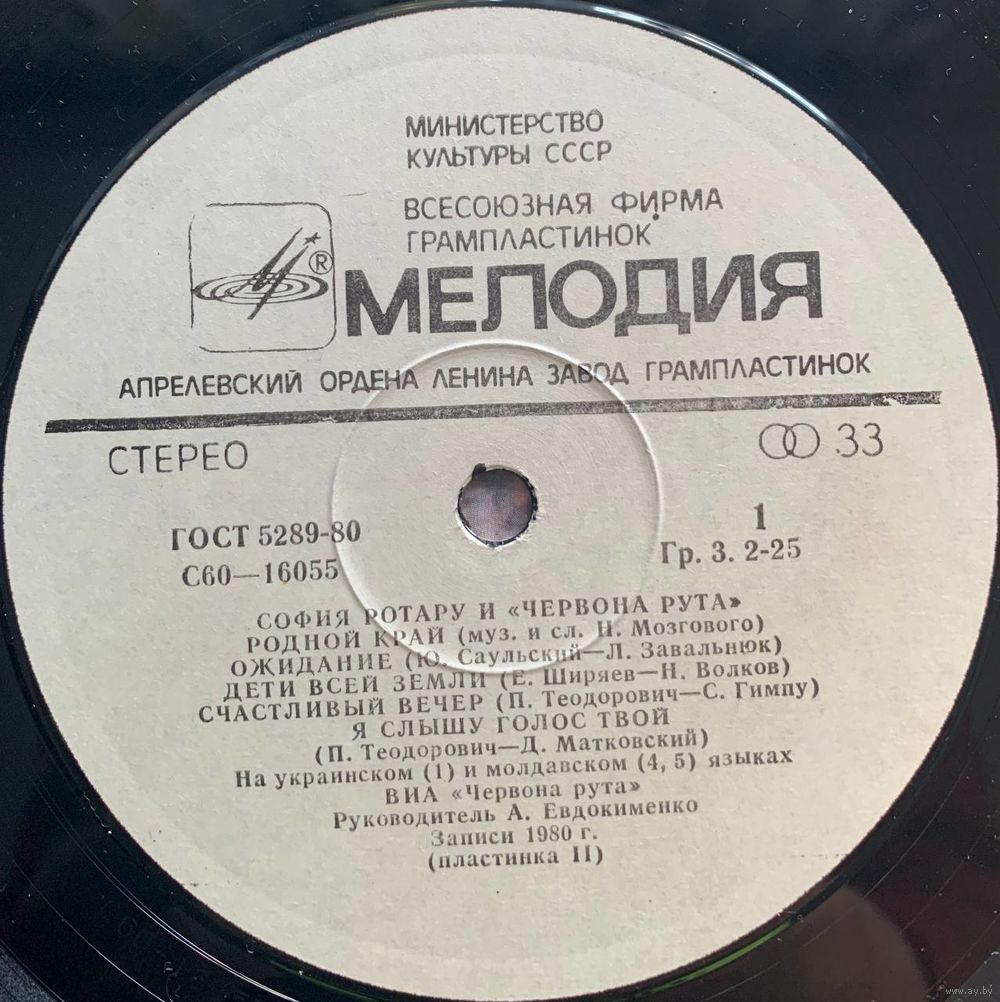 МИНИСТЕРСТВО
КУЛЬТУРЫ СССР
ВСЕСОЮЗНАЯ ФИРМА
ГРАМПЛАСТИНОК
®
МЕЛОДИЯ
АПРЕЛЕВСКИЙ ОРДЕНА ЛЕНИНА ЗАВОД ГРАМПЛАСТИНОК
СТЕРЕО
33
ГОСТ 5289-80
1
С60—16055
Гр. 3. 2-25
СОФИЯ РОТАРУ И «ЧЕРВОНА РУТА»
РОДНОЙ КРАЙ (муз. и сл. Н. Мозгового)
ОЖИДАНИЕ (Ю. Саульский—Л. Завальнюк)
ДЕТИ ВСЕЙ ЗЕМЛИ (Е. Ширяев—Н. Волков)
СЧАСТЛИВЫЙ ВЕЧЕР (П. Теодорович—С. Гимпу)
Я СЛЫШУ ГОЛОС ТВОЙ
(П. Теодорович—Д. Матковский)
На украинском (1) и молдавском (4, 5) языках
ВИА «Червона рута»
Руководитель А. Евдокименко
Записи 1980 г.
(пластинка II)
www.ay.by